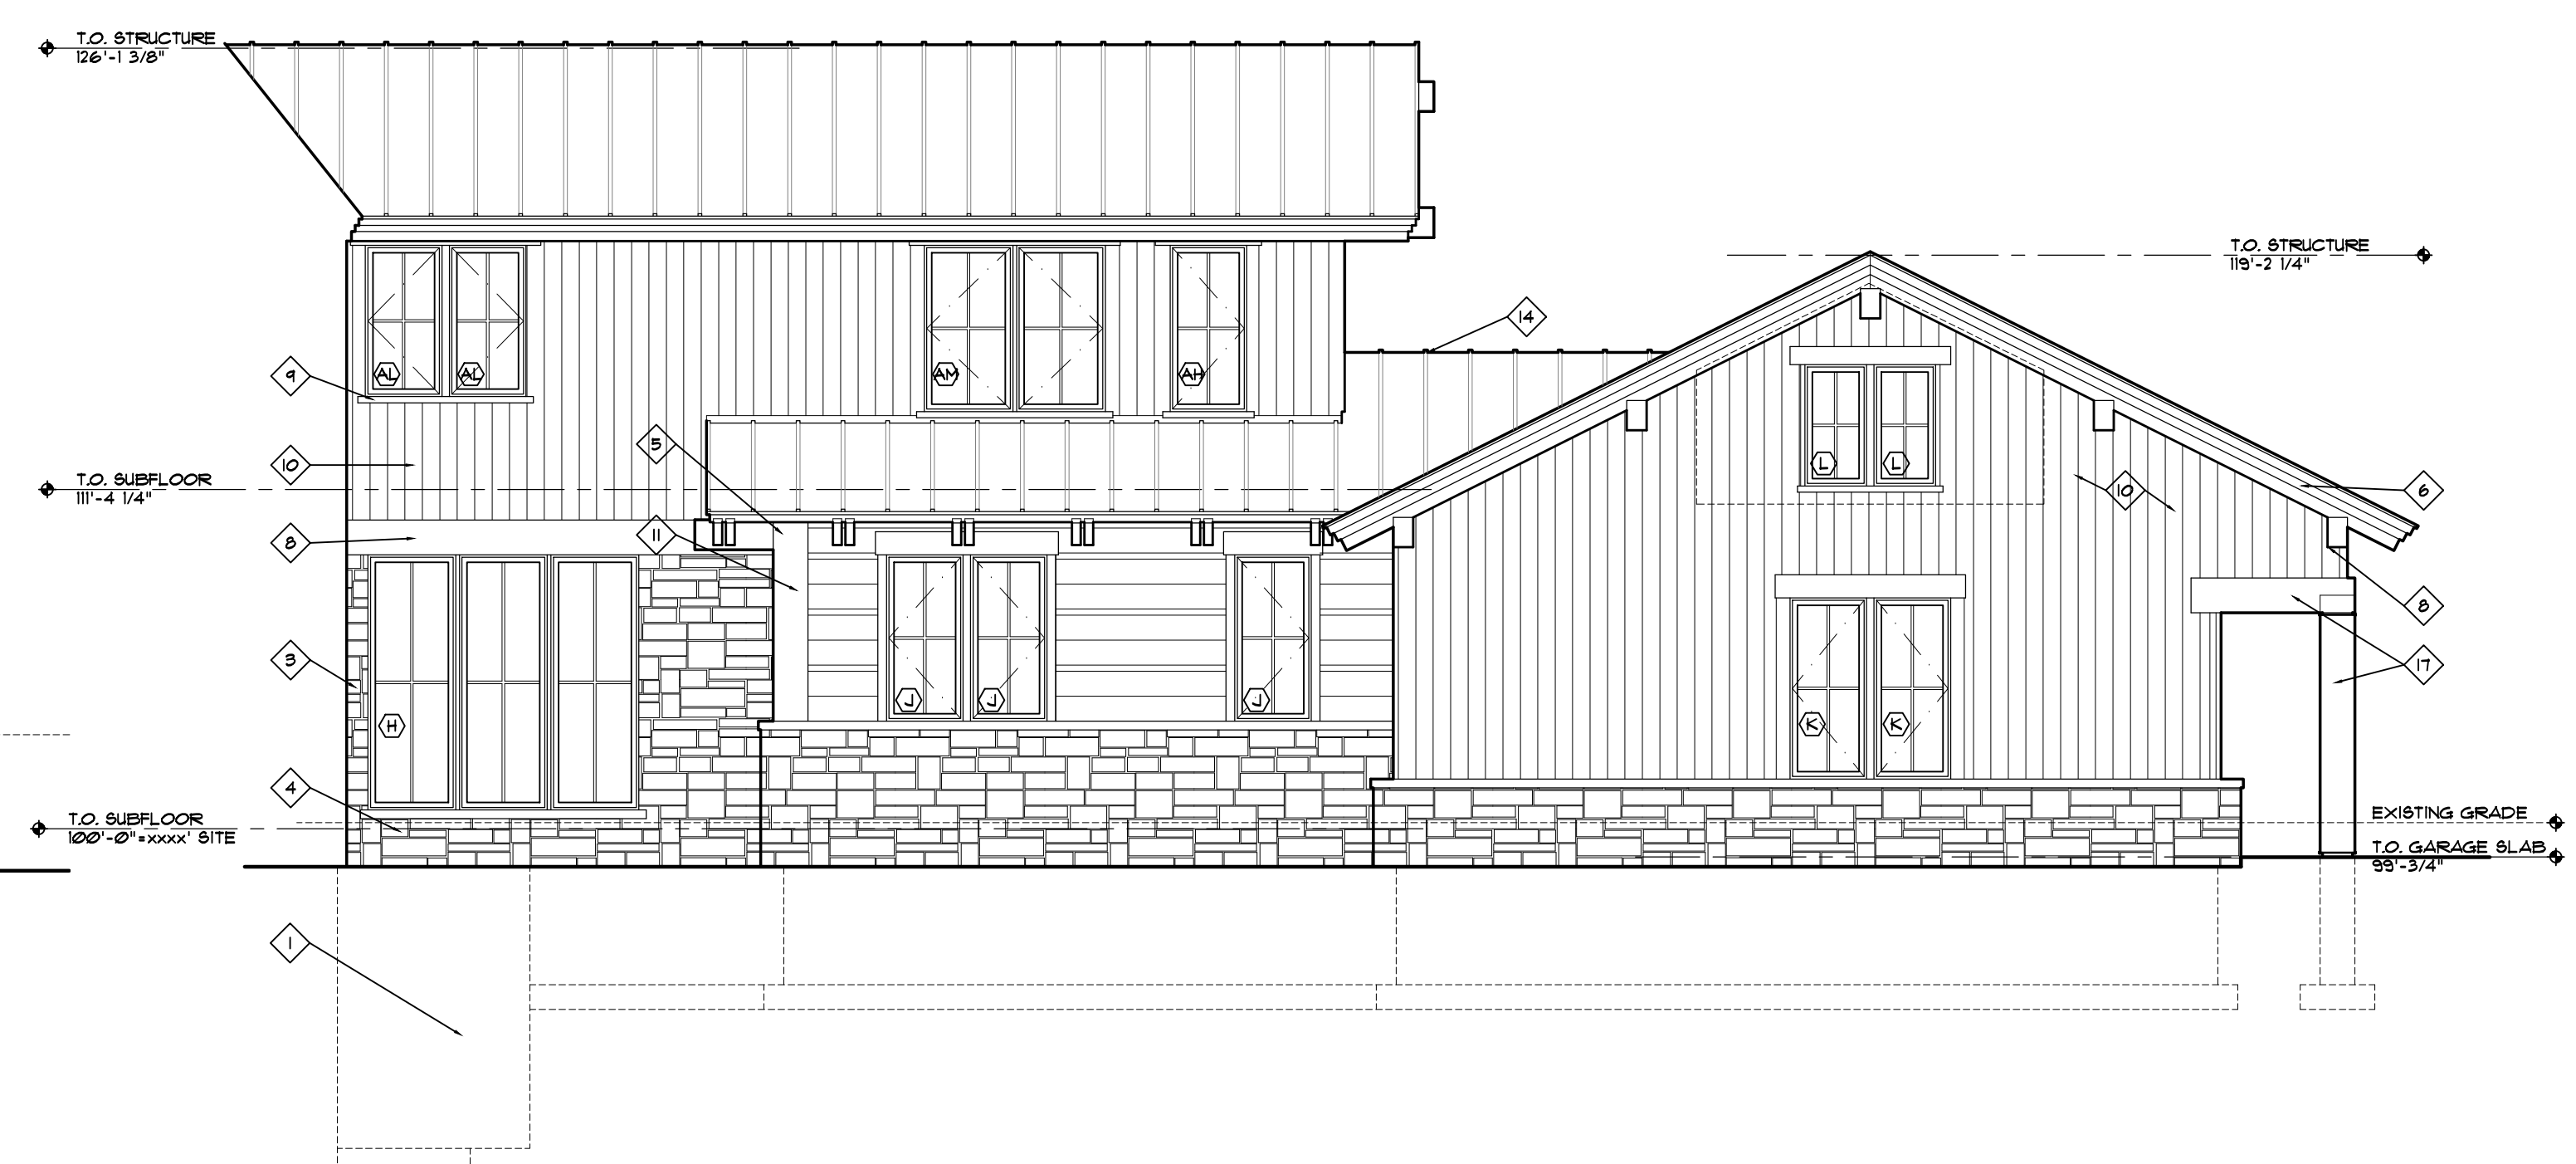 T.O. STRUCTURE
126'-1 3/8"
T.O. STRUCTURE
119'-2 1/4"
14
9
AL
AL
AM
AH
5
10
L
L
10
6
T.O. SUBFLOOR
111'-4 1/4"
11
8
8
3
17
J
J
J
H
K
K
4
T.O. SUBFLOOR
100'-0"=xxxx' SITE
EXISTING GRADE
T.O. GARAGE SLAB
99'-3/4"
1